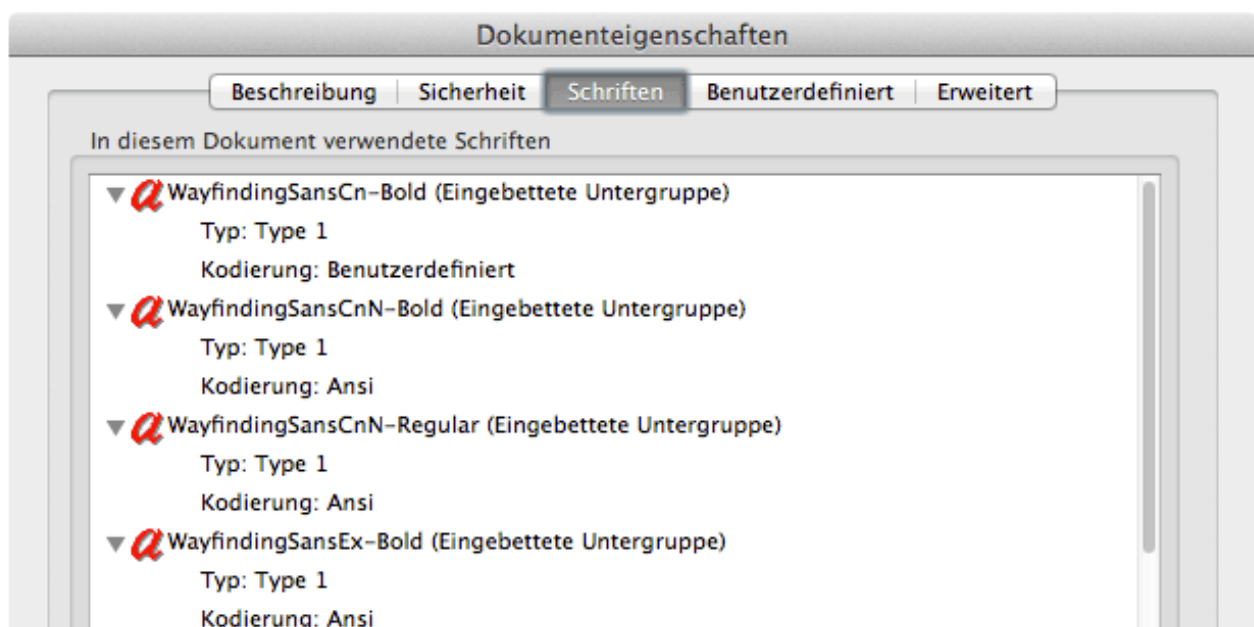 Dokumenteigenschaften
Beschreibung Sicherheit Schriften Benutzerdefiniert Erweitert
In diesem Dokument verwendete Schriften
WayfindingSansCn-Bold (Eingebettete Untergruppe)
Typ: Type 1
Kodierung: Benutzerdefiniert
WayfindingSansCnN-Bold (Eingebettete Untergruppe)
Typ: Type 1
Kodierung: Ansi
WayfindingSansCnN-Regular (Eingebettete Untergruppe)
Typ: Type 1
Kodierung: Ansi
WayfindingSansEx-Bold (Eingebettete Untergruppe)
Typ: Type 1
Kodierung: Ansi